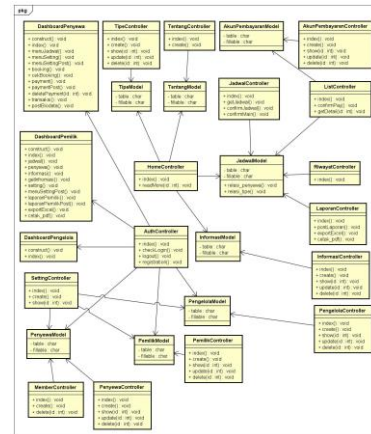 pkg
DashboardPenyewa
+ construct() : void
+ index() : void
+ menuJadwal() : void
+ menuSetting() : void
+ menuSettingPost() : void
+ booking() : void
+ payment() : void
+ paymentPost() : void
+ deletePayment(id : int) : void
+ transaksi() : void
+ postBiodata() : void
TipeController
+ index() : void
+ create() : void
+ show(id : int) : void
+ update(id : int) : void
+ delete(id : int) : void
TentangController
+ index() : void
+ create() : void
AkunPembayaranModel
- table : char
- fillable : char
AkunPembayaranController
+ index() : void
+ create() : void
+ show(id : int) : void
+ update(id : int) : void
+ delete(id : int) : void
TipeModel
- table : char
- fillable : char
TentangModel
- table : char
- fillable : char
JadwalController
+ index() : void
+ getJadwal() : void
+ confirmJadwal() : void
+ confirmMain() : void
ListController
+ index() : void
+ confirmPay() : void
+ getDetail(id : int) : void
DashboardPemilik
+ construct() : void
+ index() : void
+ jadwal() : void
+ penyewa() : void
+ informasi() : void
+ setting() : void
+ menuSettingPost() : void
+ laporanPemilik() : void
+ laporanPemilikPost() : void
+ exportExcel() : void
+ cetak_pdf() : void
HomeController
+ index() : void
+ readMore(id : int) : void
JadwalModel
- table : char
- fillable : char
+ relasi_penyewa() : void
+ relasi_tipe() : void
RiwayatController
+ index() : void
LaporanController
+ index() : void
+ postLaporan() : void
+ exportExcel() : void
+ cetak_pdf() : void
DashboardPengelola
+ construct() : void
+ index() : void
AuthController
+ index() : void
+ checkLogin() : void
+ logout() : void
+ registration() : void
InformasiModel
- table : char
- fillable : char
InformasiController
+ index() : void
+ create() : void
+ show(id : int) : void
+ update(id : int) : void
+ delete(id : int) : void
SettingController
+ index() : void
+ create() : void
+ show(id : int) : void
PengelolaModel
- table : char
- fillable : char
PengelolaController
+ index() : void
+ create() : void
+ show(id : int) : void
+ update(id : int) : void
+ delete(id : int) : void
PenyewaModel
- table : char
- fillable : char
PemilikModel
- table : char
- fillable : char
PemilikController
+ index() : void
+ create() : void
+ show(id : int) : void
+ update(id : int) : void
+ delete(id : int) : void
MemberController
+ index() : void
+ create() : void
+ delete(id : int) : void
PenyewaController
+ index() : void
+ create() : void
+ show(id : int) : void
+ update(id : int) : void
+ delete(id : int) : void